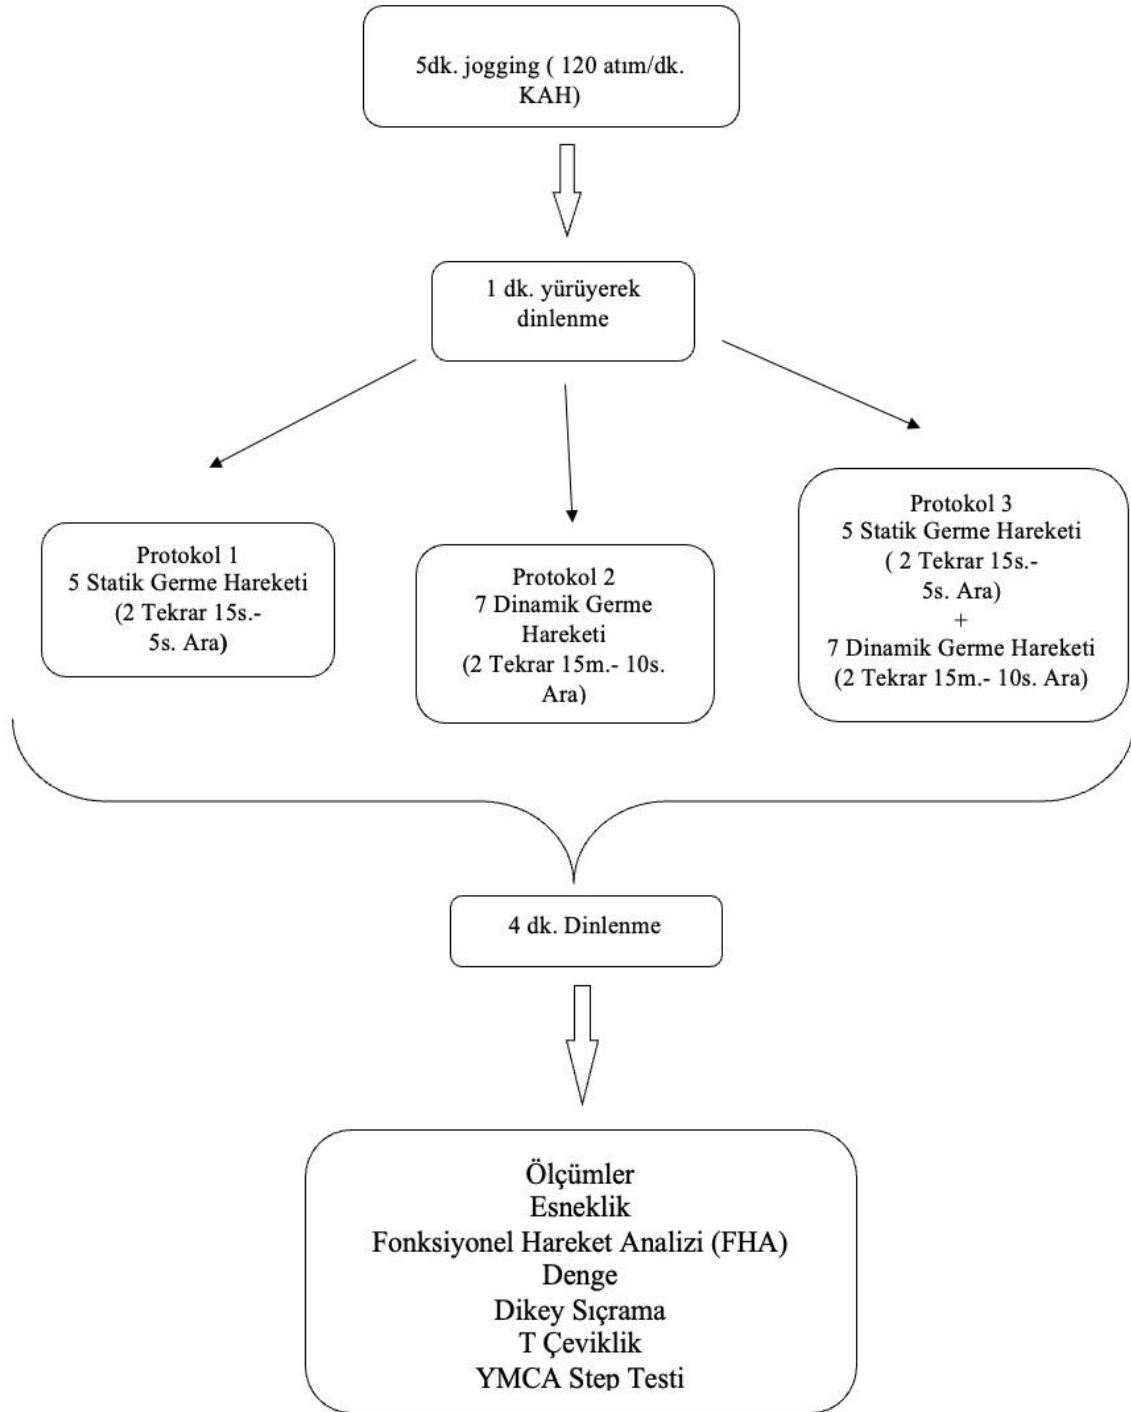 5dk. jogging ( 120 atım/dk.
KAH)
1 dk. yürüyerek
dinlenme
Protokol 1
5 Statik Germe Hareketi
(2 Tekrar 15s.-
5s. Ara)
Protokol 2
7 Dinamik Germe
Hareketi
(2 Tekrar 15m.- 10s.
Ara)
Protokol 3
5 Statik Germe Hareketi
( 2 Tekrar 15s.-
5s. Ara)
+
7 Dinamik Germe Hareketi
(2 Tekrar 15m.- 10s. Ara)
4 dk. Dinlenme
Ölçümler
Esneklik
Fonksiyonel Hareket Analizi (FHA)
Denge
Dikey Sıçrama
T Çeviklik
YMCA Step Testi